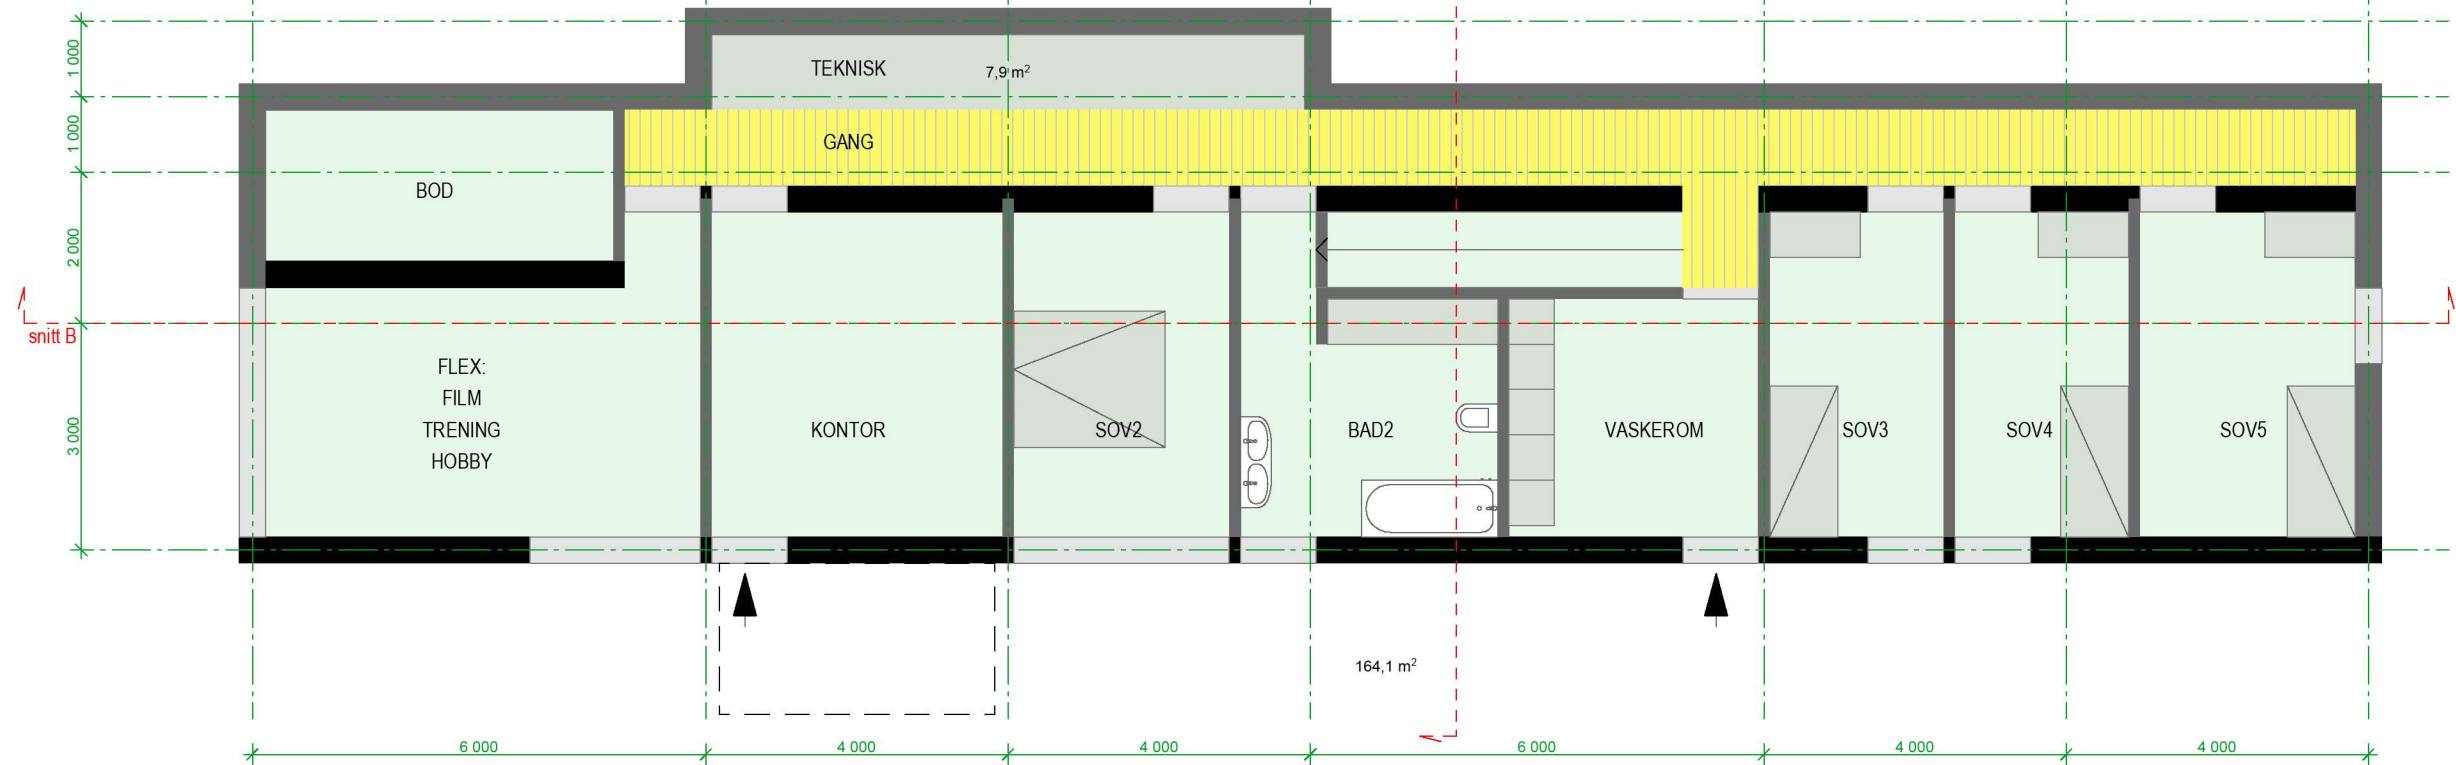 1 000
TEKNISK
7,9 m²
1 000
GANG
BOD
2 000
snitt B
FLEX:
FILM
TRENING
HOBBY
3 000
KONTOR
SOV2
BAD2
VASKEROM
SOV3
SOV4
SOV5
164,1 m²
6 000
4 000
4 000
6 000
4 000
4 000